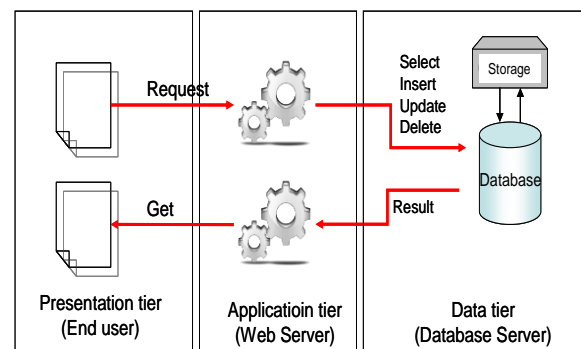 Request
Select
Insert
Update
Delete
Storage
Database
Get
Result
Presentation tier
(End user)
Applicatioin tier
(Web Server)
Data tier
(Database Server)